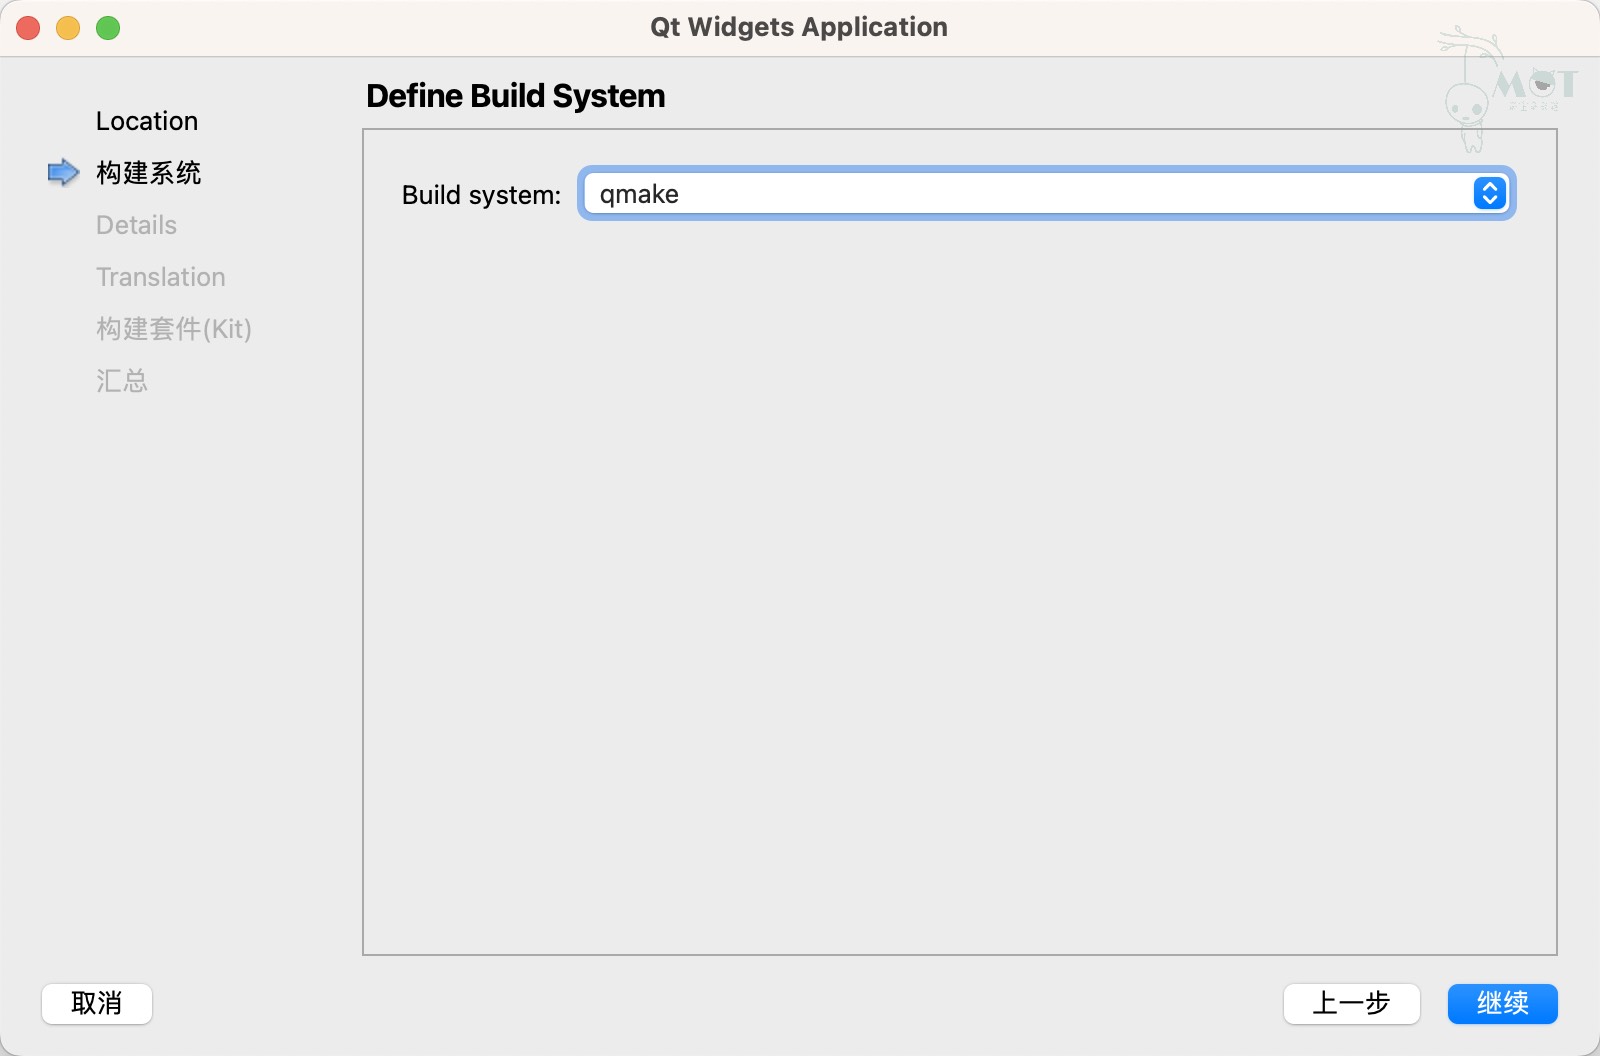 Qt Widgets Application
Location
构建系统
Details
Translation
构建套件(Kit)
汇总
Define Build System
Build system: qmake
MOT
取消
上一步
继续